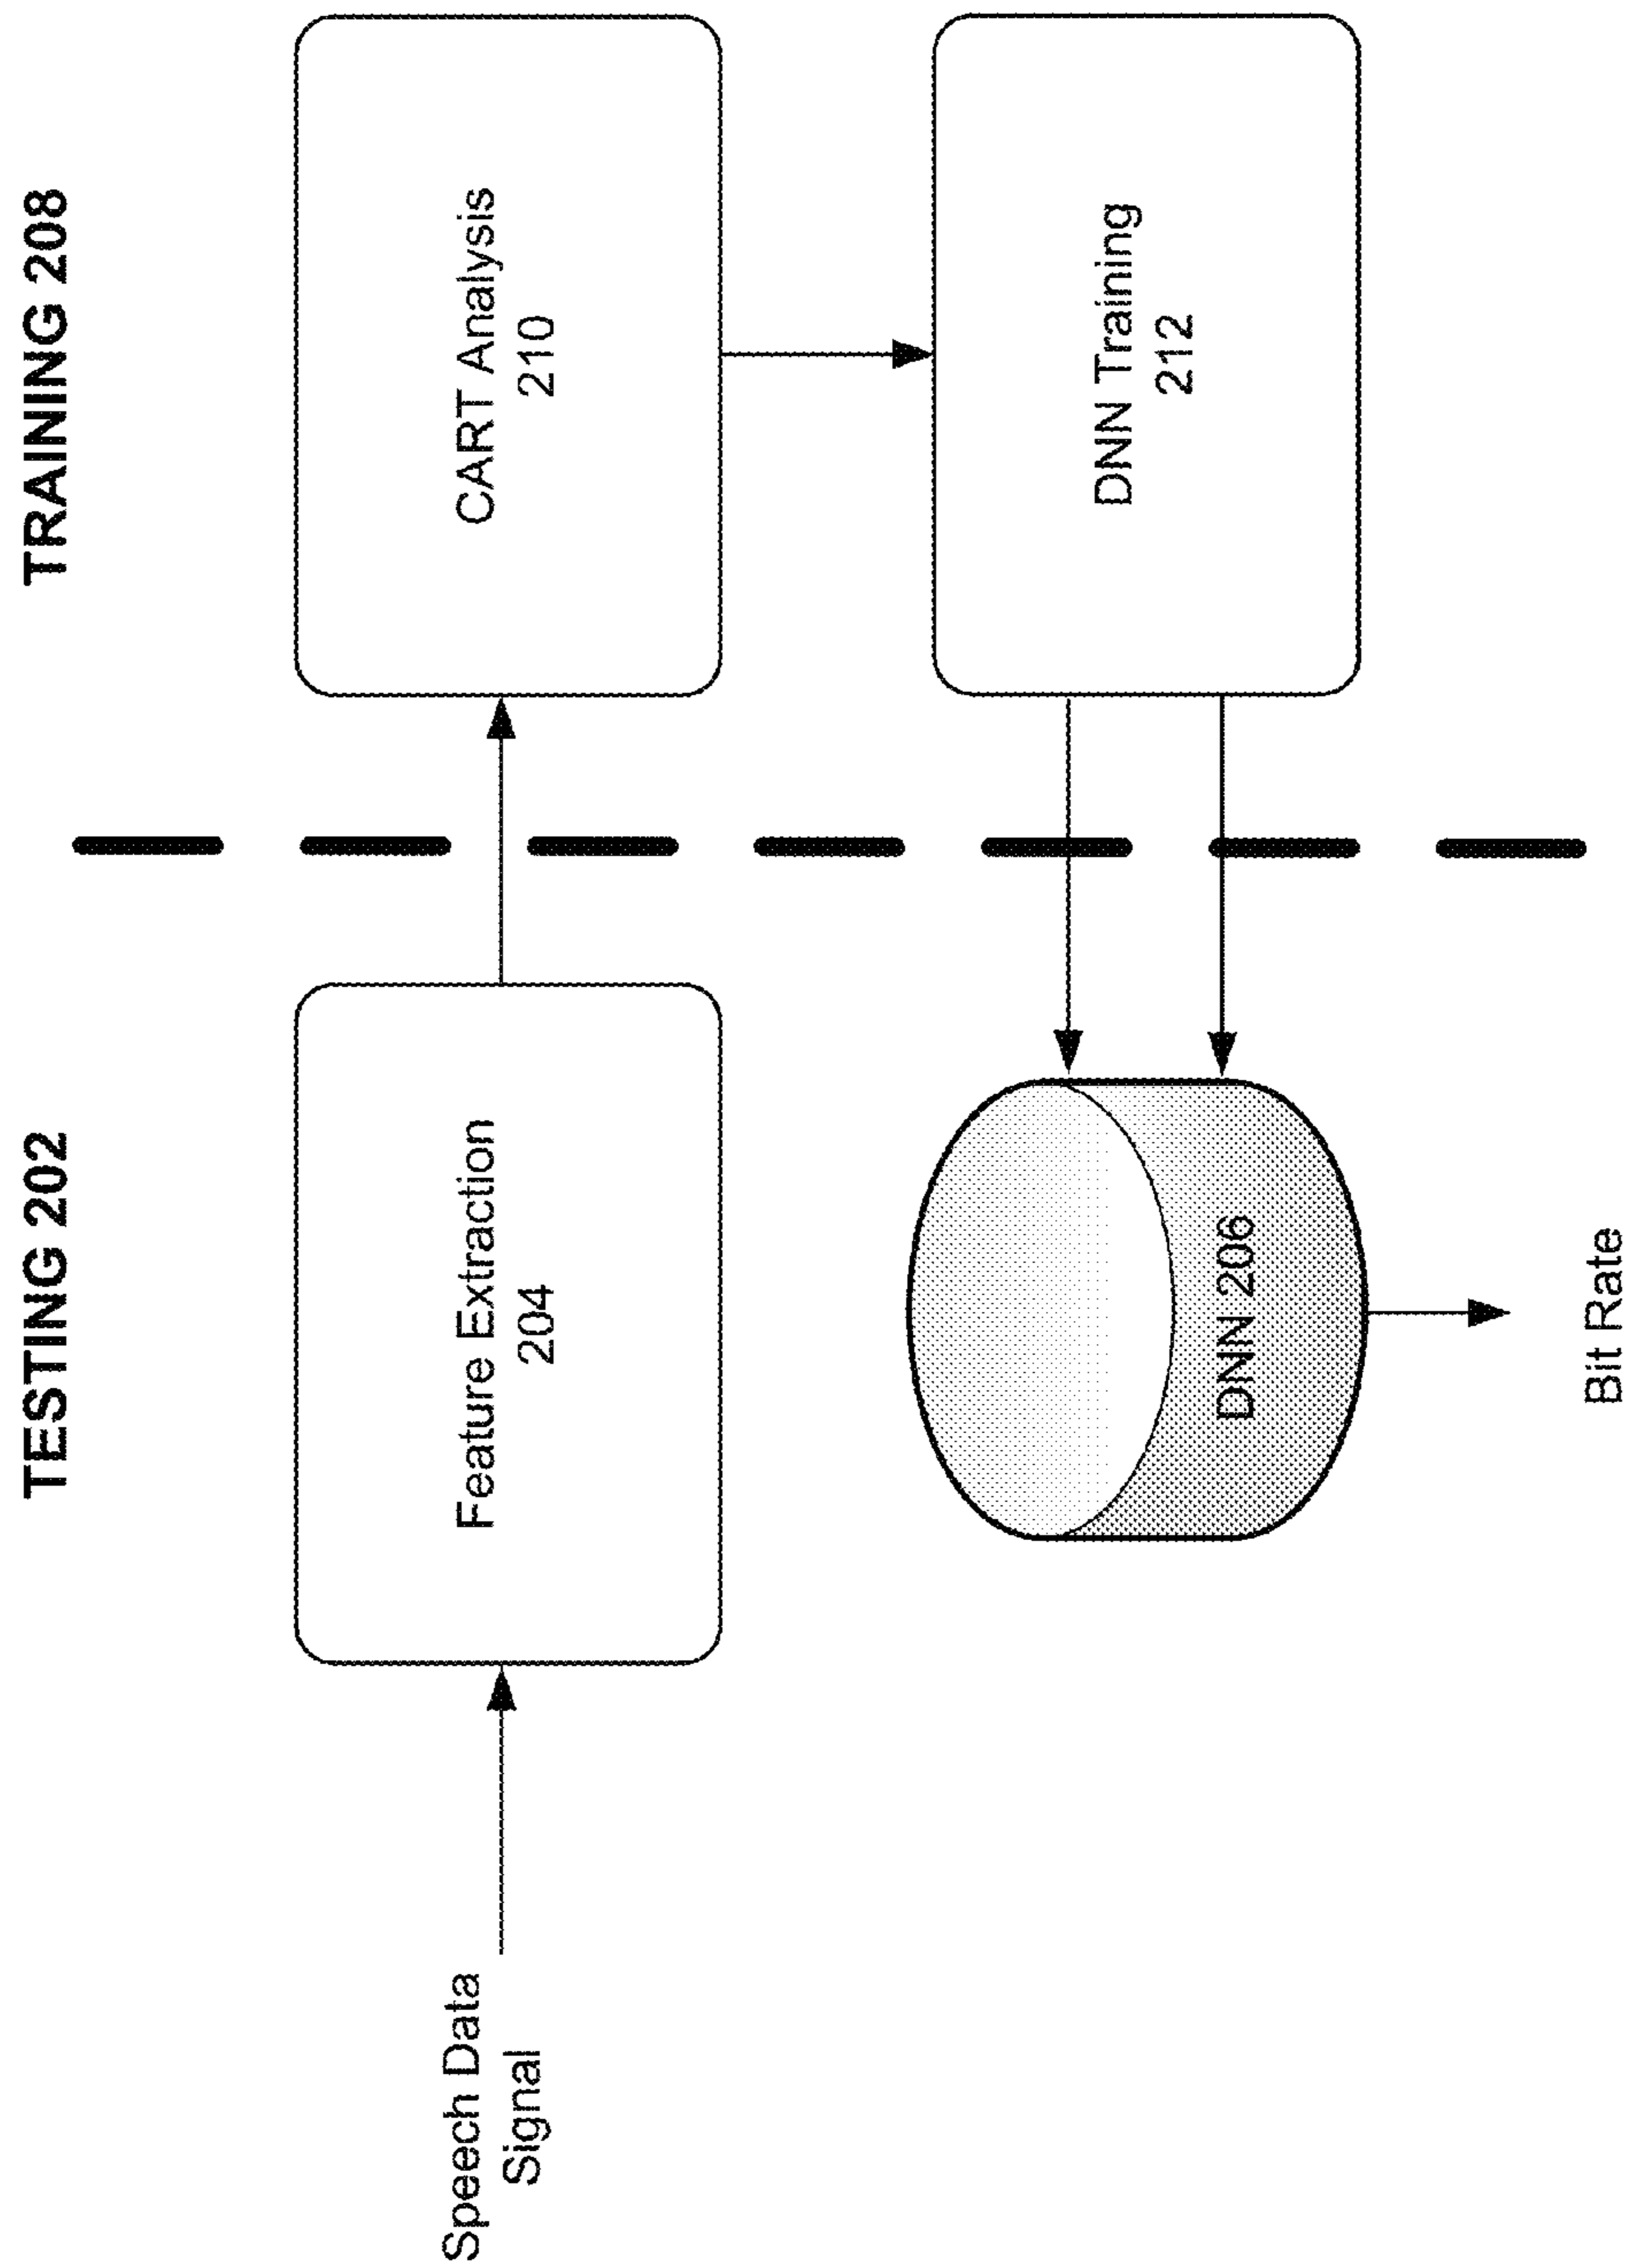 TESTING 202
TRAINING 208
Speech Data
Signal
Feature Extraction
204
CART Analysis
210
DNN 206
DNN Training
212
Bit Rate